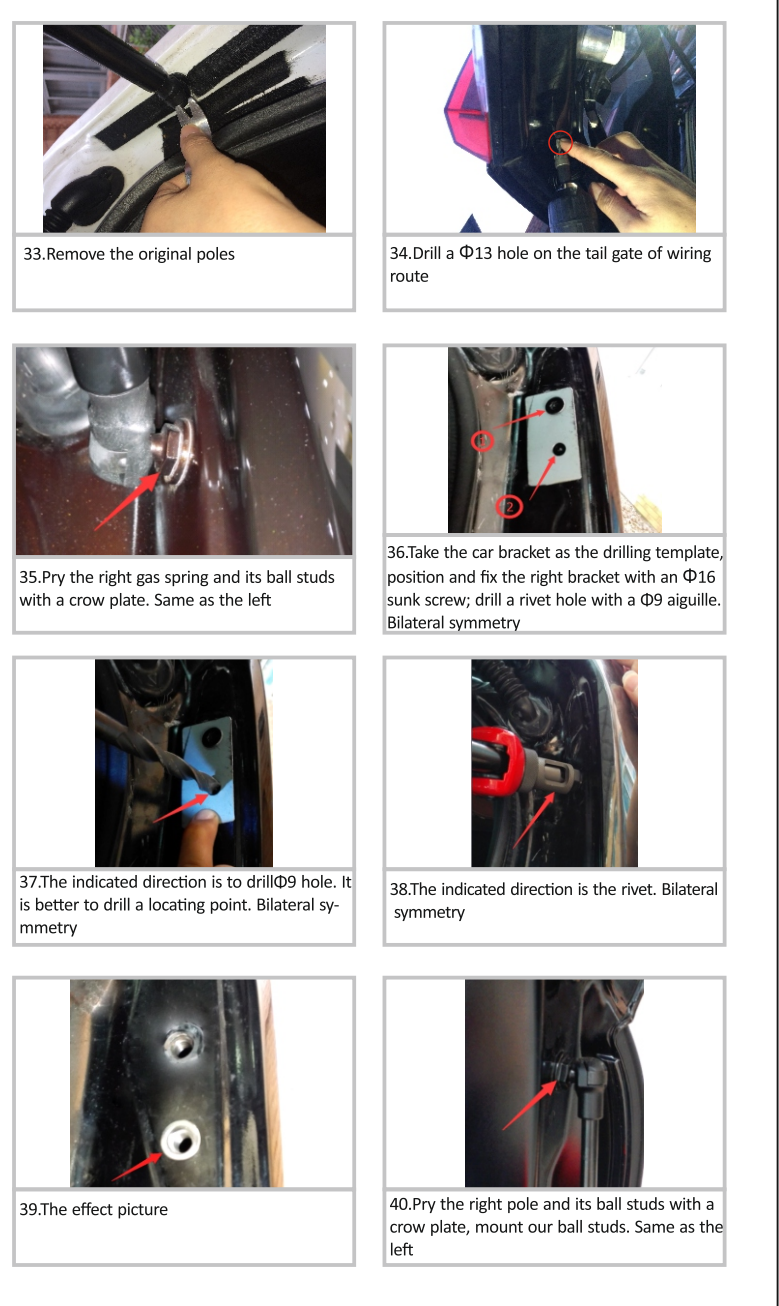 33.Remove the original poles
34.Drill a Φ13 hole on the tail gate of wiring
route
35.Pry the right gas spring and its ball studs
with a crow plate. Same as the left
1
2
36.Take the car bracket as the drilling template,
position and fix the right bracket with an Φ16
sunk screw; drill a rivet hole with a Φ9 aiguille.
Bilateral symmetry
37.The indicated direction is to drillΦ9 hole. It
is better to drill a locating point. Bilateral sy-
mmetry
38.The indicated direction is the rivet. Bilateral
symmetry
39.The effect picture
40.Pry the right pole and its ball studs with a
crow plate, mount our ball studs. Same as the
left